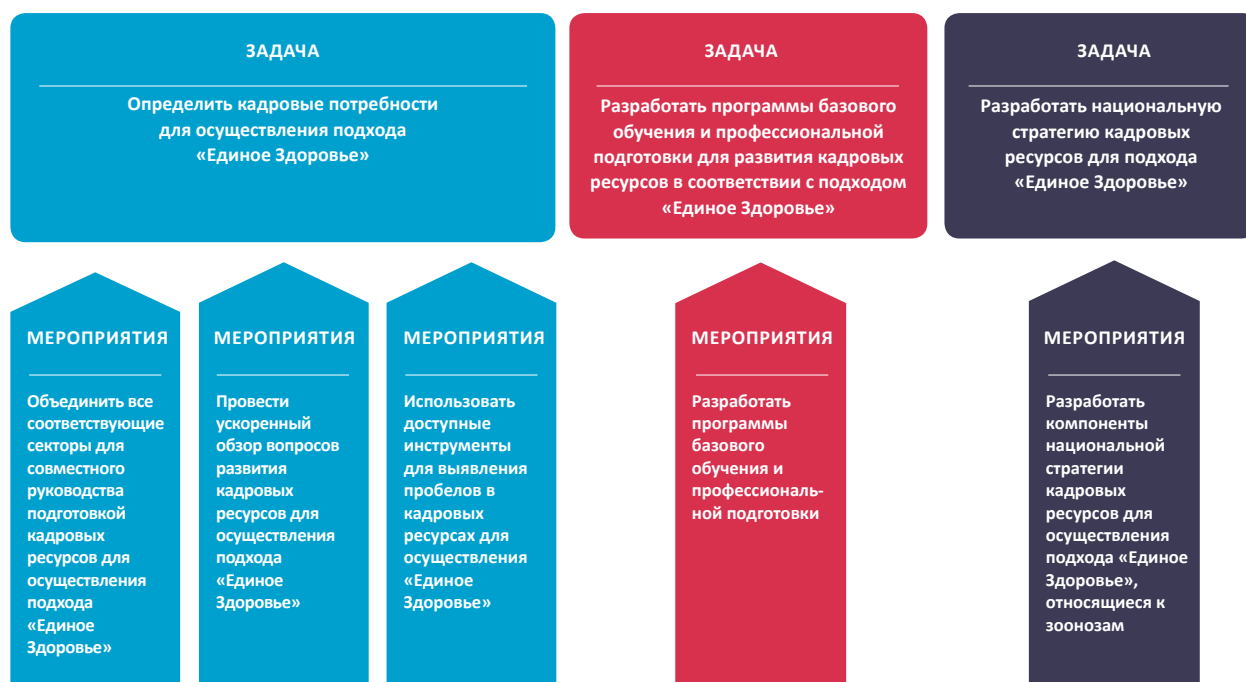 ЗАДАЧА
Определить кадровые потребности
для осуществления подхода
«Единое Здоровье»
ЗАДАЧА
Разработать программы базового
обучения и профессиональной
подготовки для развития кадровых
ресурсов в соответствии с подходом
«Единое Здоровье»
ЗАДАЧА
Разработать национальную
стратегию кадровых
ресурсов для подхода
«Единое Здоровье»
МЕРОПРИЯТИЯ
Объединить все
соответствующие
секторы для
совместного
руководства
подготовкой
кадровых
ресурсов для
осуществления
подхода
«Единое
Здоровье»
МЕРОПРИЯТИЯ
Провести
ускоренный
обзор вопросов
развития
кадровых
ресурсов для
осуществления
подхода
«Единое
Здоровье»
МЕРОПРИЯТИЯ
Использовать
доступные
инструменты
для выявления
пробелов в
кадровых
ресурсах для
осуществления
«Единое
Здоровье»
МЕРОПРИЯТИЯ
Разработать
программы
базового
обучения и
профессиональ-
ной подготовки
МЕРОПРИЯТИЯ
Разработать
компоненты
национальной
стратегии
кадровых
ресурсов для
осуществления
подхода «Единое
Здоровье»,
относящиеся к
зоонозам